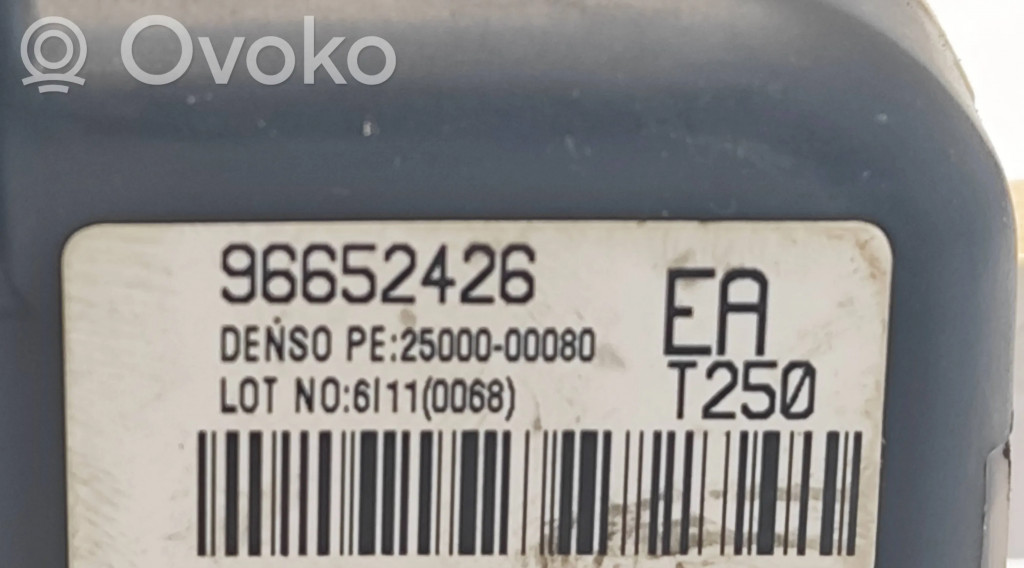 Ovoko
96652426
DENSO PE:25000-00080
LOT NO:6I11(0068)
EA
T250